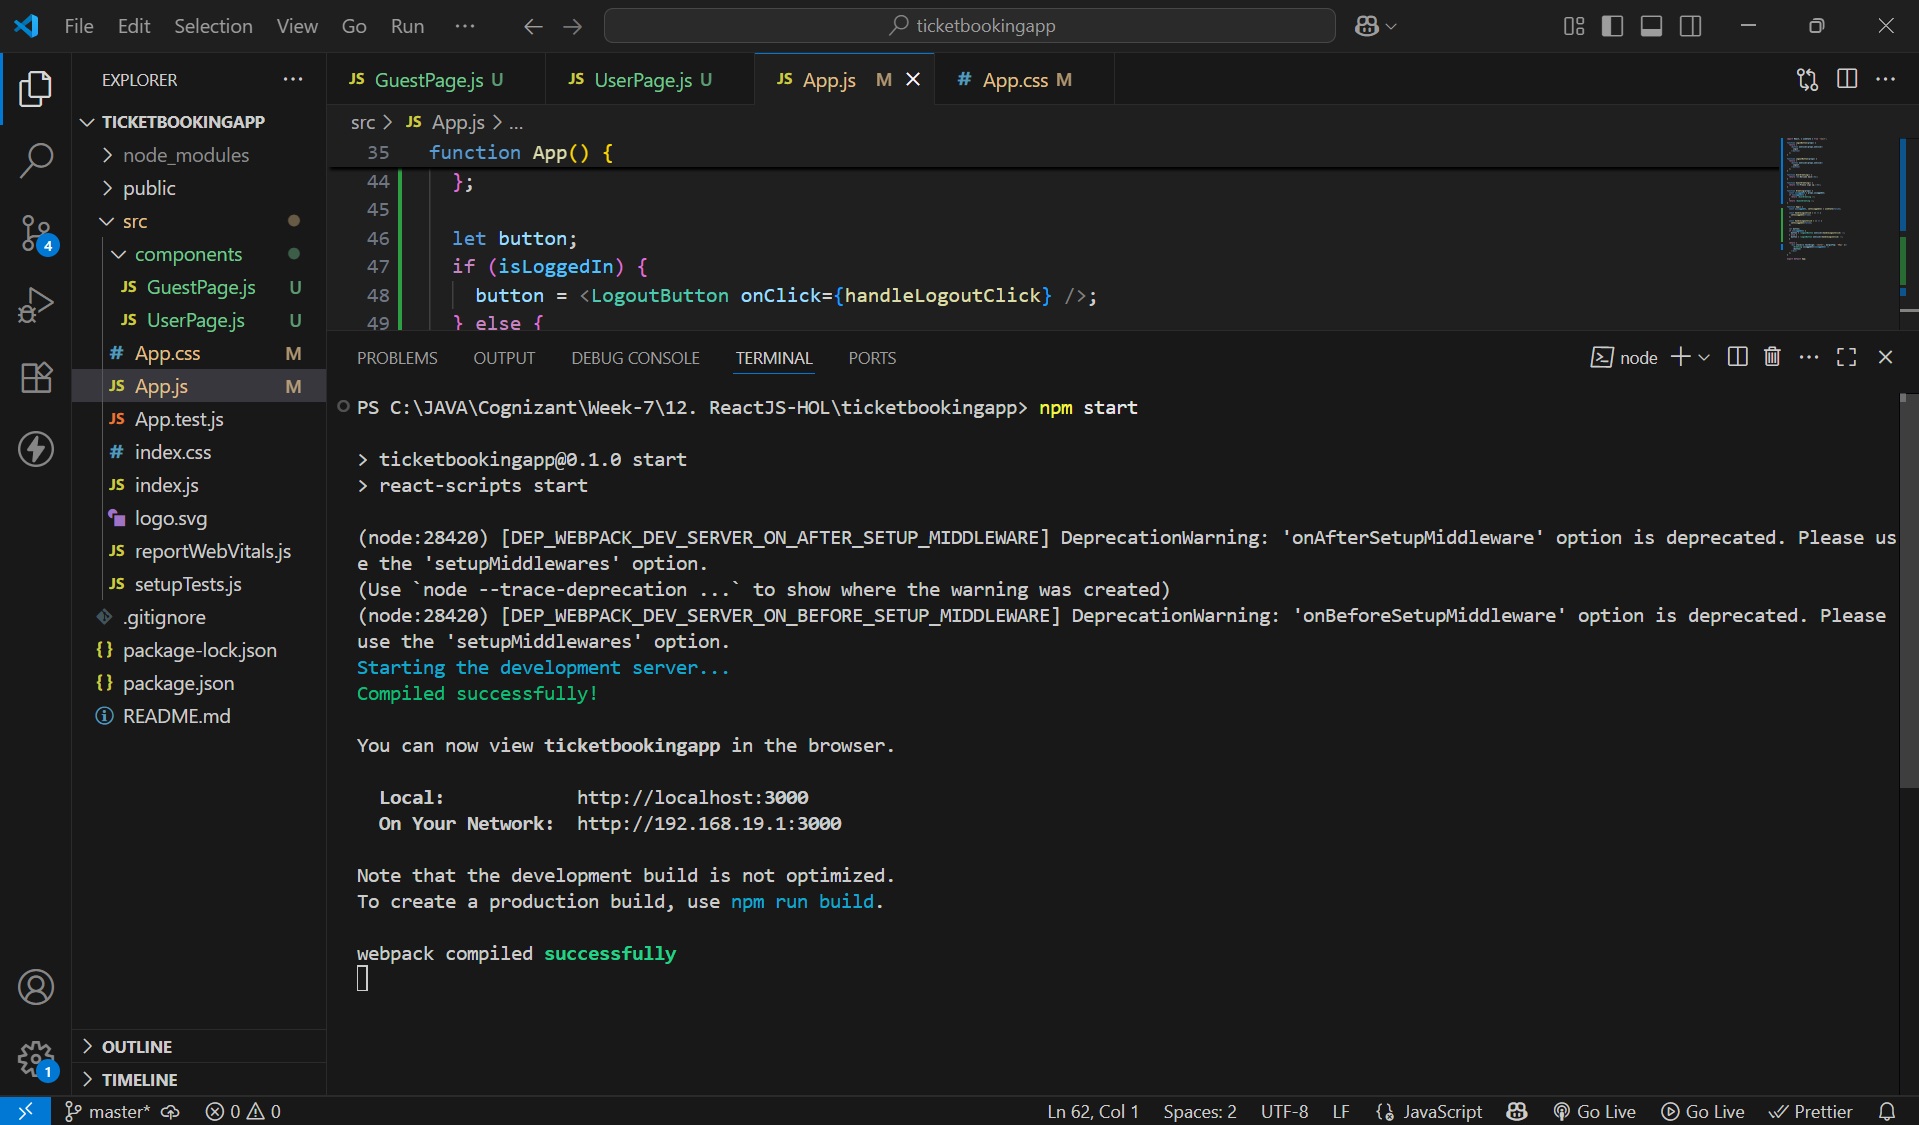 File Edit Selection View Go Run ··· ticketbookingapp
EXPLORER ···
TICKETBOOKINGAPP
node_modules
public
src
components
JS GuestPage.js U
JS UserPage.js U
# App.css M
JS App.js M
JS App.test.js
# index.css
JS index.js
logo.svg
JS reportWebVitals.js
JS setupTests.js
.gitignore
{} package-lock.json
{} package.json
README.md
OUTLINE
TIMELINE
4
1
JS GuestPage.js U JS UserPage.js U JS App.js M # App.css M
src > JS App.js > ...
35 function App() {
44 };
45
46 let button;
47 if (isLoggedIn) {
48 button = <LogoutButton onClick={handleLogoutClick} />;
49 } else {
PROBLEMS OUTPUT DEBUG CONSOLE TERMINAL PORTS node
PS C:\JAVA\Cognizant\Week-7\12. ReactJS-HOL\ticketbookingapp> npm start
> ticketbookingapp@0.1.0 start
> react-scripts start
(node:28420) [DEP_WEBPACK_DEV_SERVER_ON_AFTER_SETUP_MIDDLEWARE] DeprecationWarning: 'onAfterSetupMiddleware' option is deprecated. Please us
e the 'setupMiddlewares' option.
(Use `node --trace-deprecation ...` to show where the warning was created)
(node:28420) [DEP_WEBPACK_DEV_SERVER_ON_BEFORE_SETUP_MIDDLEWARE] DeprecationWarning: 'onBeforeSetupMiddleware' option is deprecated. Please
use the 'setupMiddlewares' option.
Starting the development server...
Compiled successfully!
You can now view ticketbookingapp in the browser.
Local: http://localhost:3000
On Your Network: http://192.168.19.1:3000
Note that the development build is not optimized.
To create a production build, use npm run build.
webpack compiled successfully
master* 0 0 Ln 62, Col 1 Spaces: 2 UTF-8 LF JavaScript Go Live Go Live Prettier